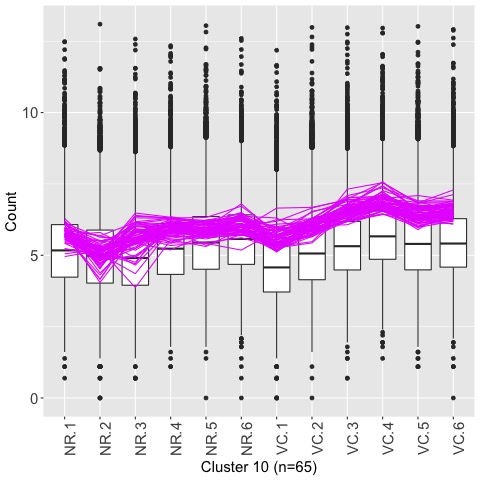 Count
10
5
0
NR.1
NR.2
NR.3
NR.4
NR.5
NR.6
VC.1
VC.2
VC.3
VC.4
VC.5
VC.6
Cluster 10 (n=65)